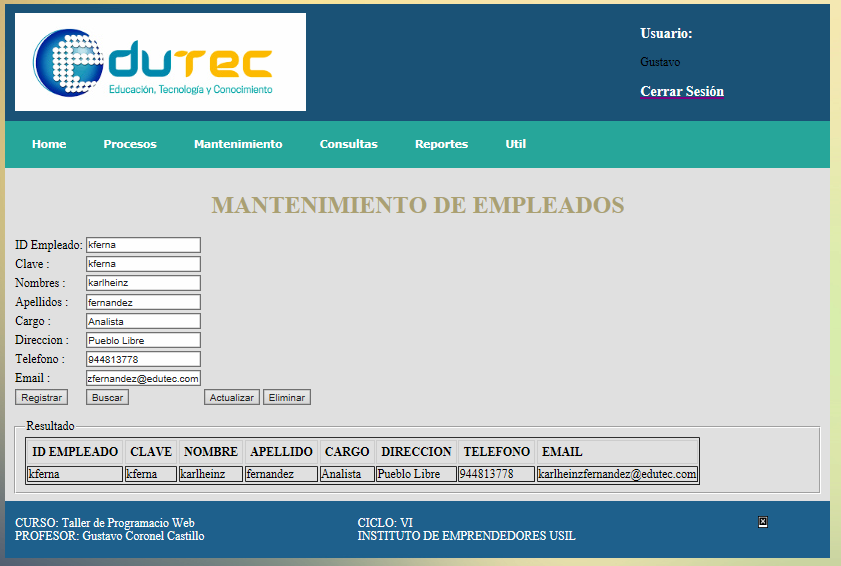 edutec
Educación, Tecnología y Conocimiento
Usuario:
Gustavo
Cerrar Sesión
Home Procesos Mantenimiento Consultas Reportes Util
MANTENIMIENTO DE EMPLEADOS
ID Empleado: kferna
Clave : kferna
Nombres : karlheinz
Apellidos : fernandez
Cargo : Analista
Direccion : Pueblo Libre
Telefono : 944813778
Email : zfernandez@edutec.com
Registrar Buscar Actualizar Eliminar
Resultado
ID EMPLEADO CLAVE NOMBRE APELLIDO CARGO DIRECCION TELEFONO EMAIL
kferna kferna karlheinz fernandez Analista Pueblo Libre 944813778 karlheinzfernandez@edutec.com
CURSO: Taller de Programacio Web
PROFESOR: Gustavo Coronel Castillo
CICLO: VI
INSTITUTO DE EMPRENDEDORES USIL